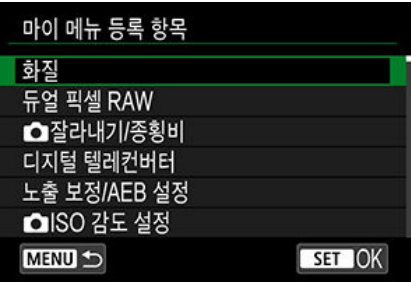 마이 메뉴 등록 항목
화질
듀얼 픽셀 RAW
잘라내기/종횡비
디지털 텔레컨버터
노출 보정/AEB 설정
ISO 감도 설정
MENU SET OK